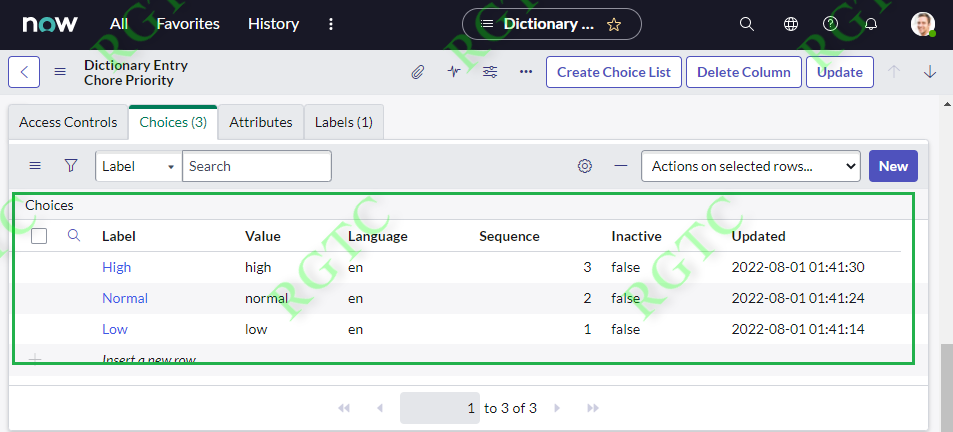 now All Favorites History Dictionary ...
Dictionary Entry
Chore Priority
Create Choice List Delete Column Update
Access Controls Choices (3) Attributes Labels (1)
Label Search Actions on selected rows... New
Choices
Label Value Language Sequence Inactive Updated
High high en 3 false 2022-08-01 01:41:30
Normal normal en 2 false 2022-08-01 01:41:24
Low low en 1 false 2022-08-01 01:41:14
Insert a new row...
1 to 3 of 3
RGTC
RGTC
RGTC
RGTC
RGTC